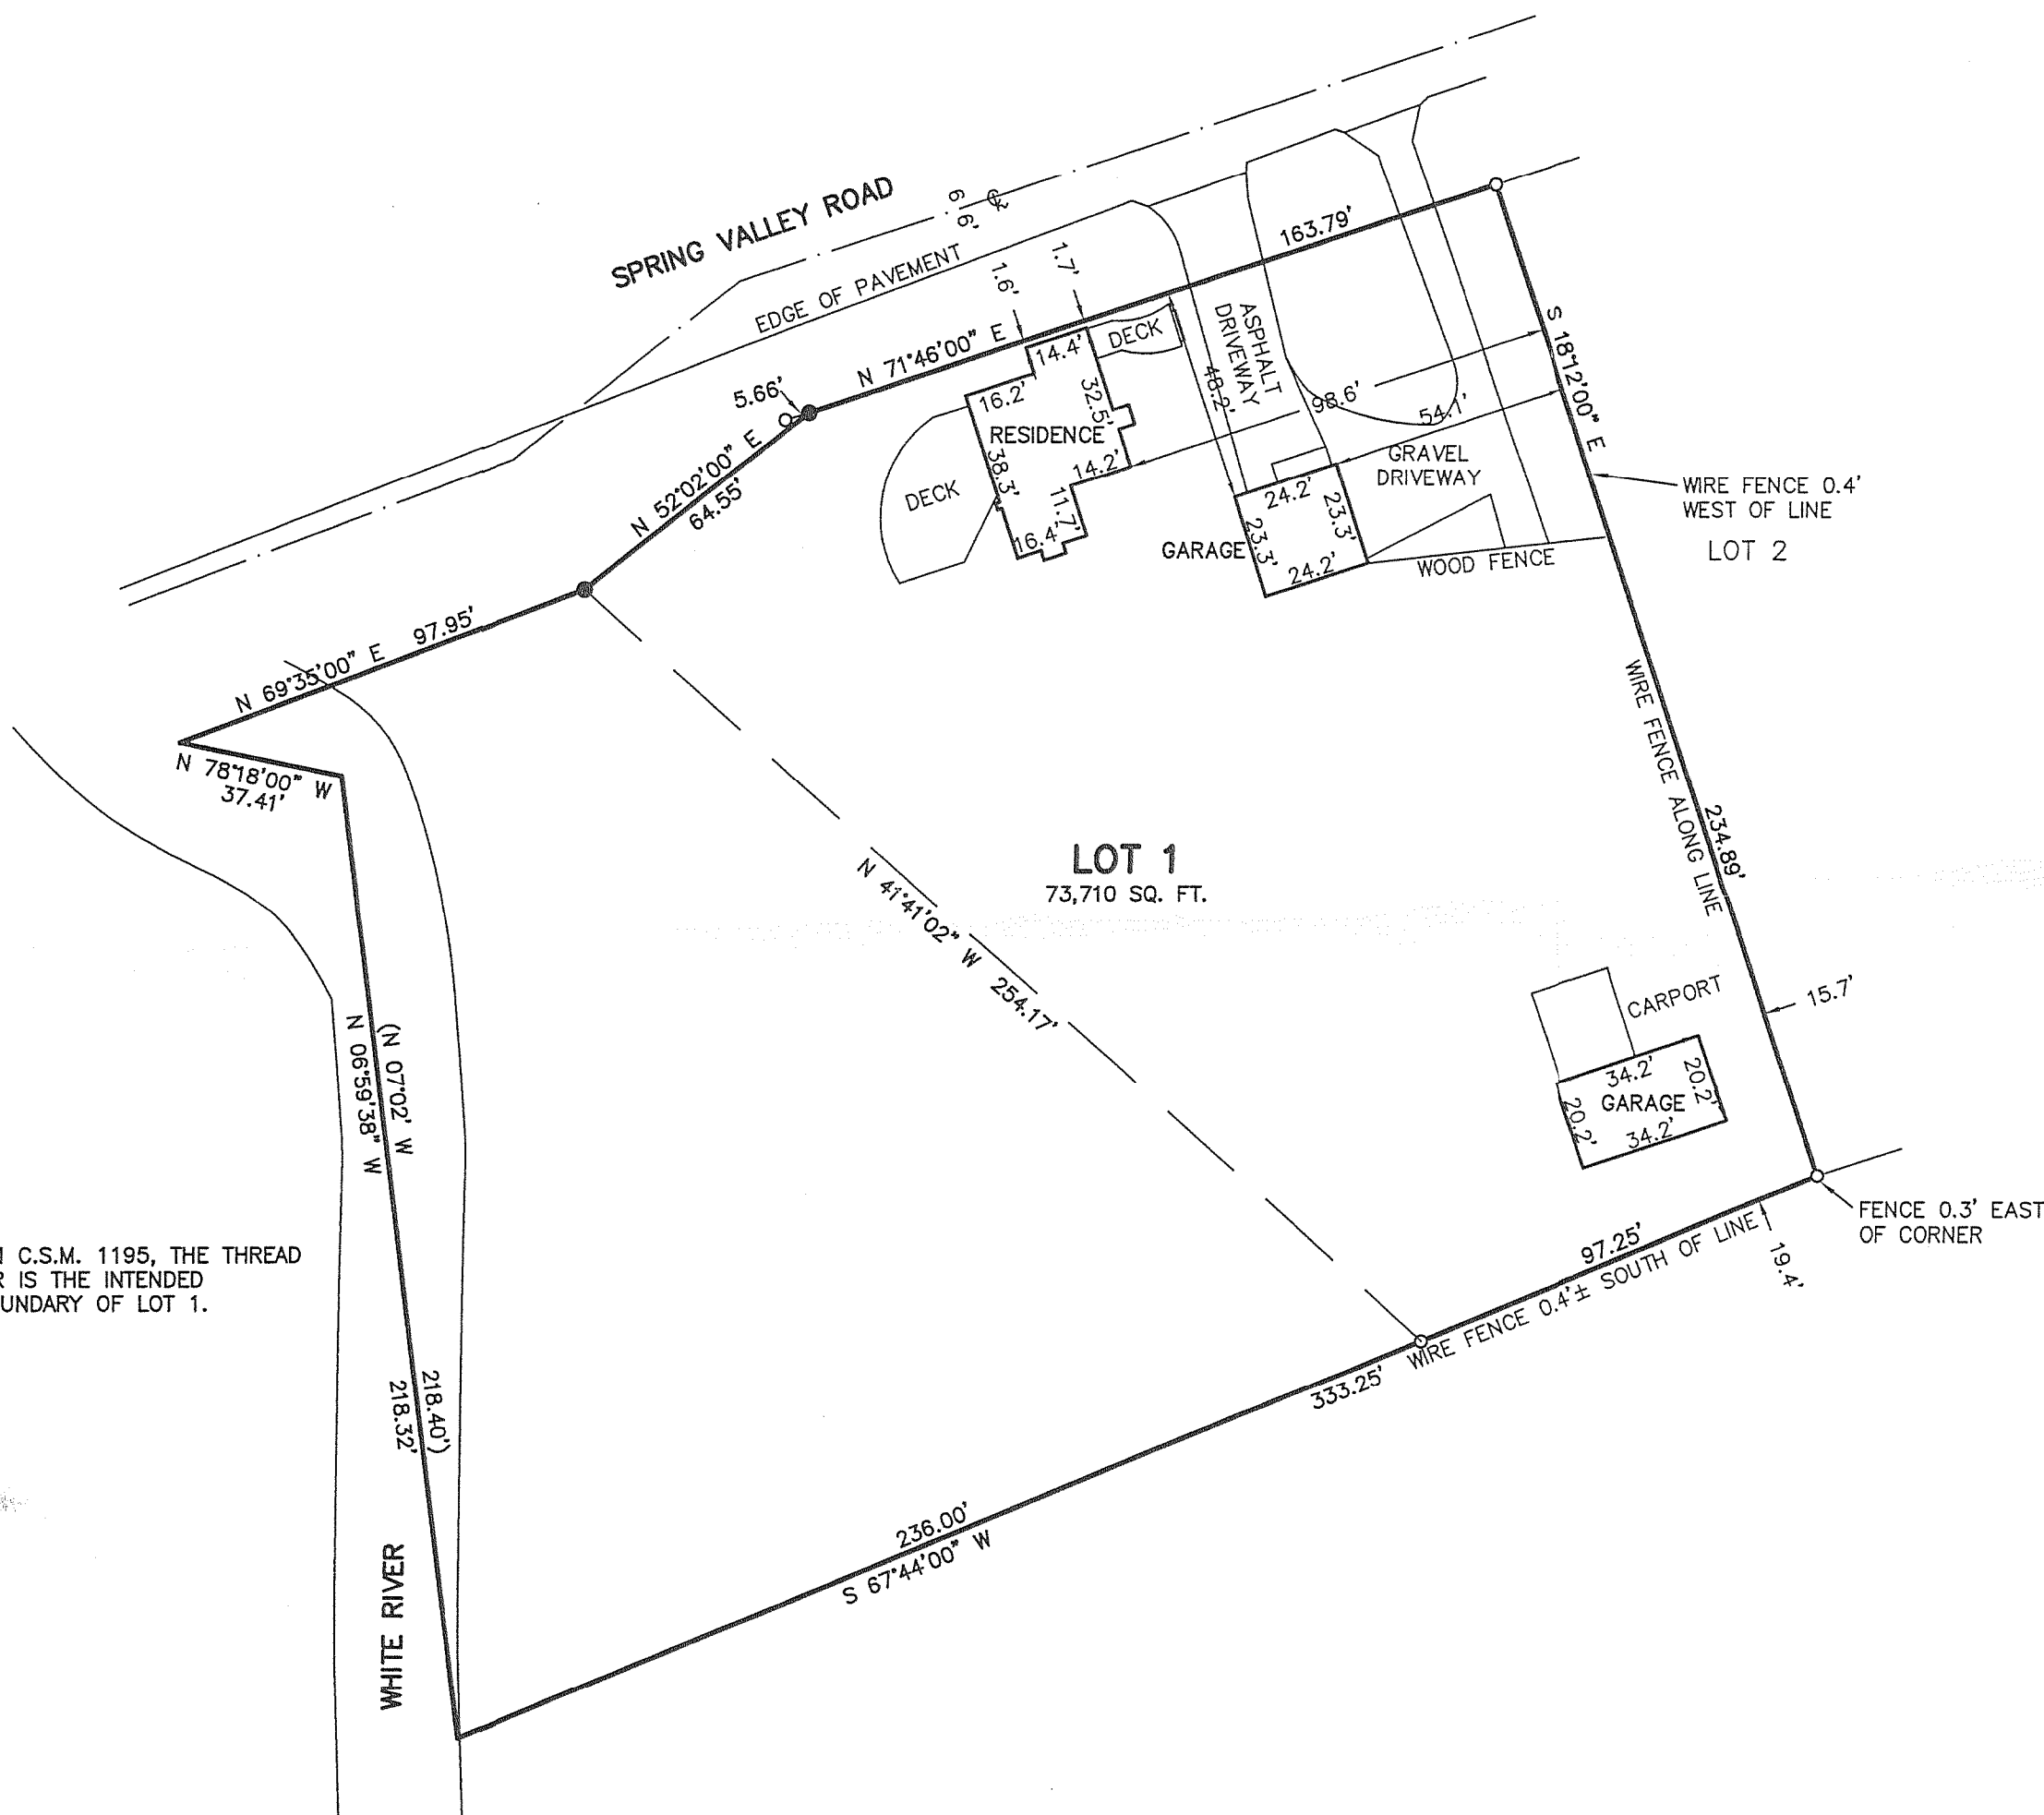 SPRING VALLEY ROAD
6.6'
EDGE OF PAVEMENT
1.6'
1.7'
163.79'
N 71°46'00" E
5.66'
N 52°02'00" E
64.55'
N 69°35'00" E 97.95'
N 78°18'00" W
37.41'
DECK
14.4'
16.2'
32.5'
RESIDENCE
38.3'
14.2'
11.7'
16.4'
DECK
ASPHALT
DRIVEWAY
48.2'
98.6'
54.1'
GRAVEL
DRIVEWAY
24.2'
23.3'
23.3'
GARAGE
24.2'
WOOD FENCE
S 18°12'00" E
WIRE FENCE 0.4'
WEST OF LINE
LOT 2
WIRE FENCE ALONG LINE
234.89'
LOT 1
73,710 SQ. FT.
N 41°41'02" W 254.17'
CARPORT
15.7'
34.2'
20.2'
GARAGE
20.2'
34.2'
FENCE 0.3' EAST
OF CORNER
97.25'
19.4'
WIRE FENCE 0.4'± SOUTH OF LINE
333.25'
236.00'
S 67°44'00" W
(N 07°02' W 218.40')
N 06°59'38" W 218.32'
C.S.M. 1195, THE THREAD
IS THE INTENDED
OF LOT 1.
WHITE RIVER